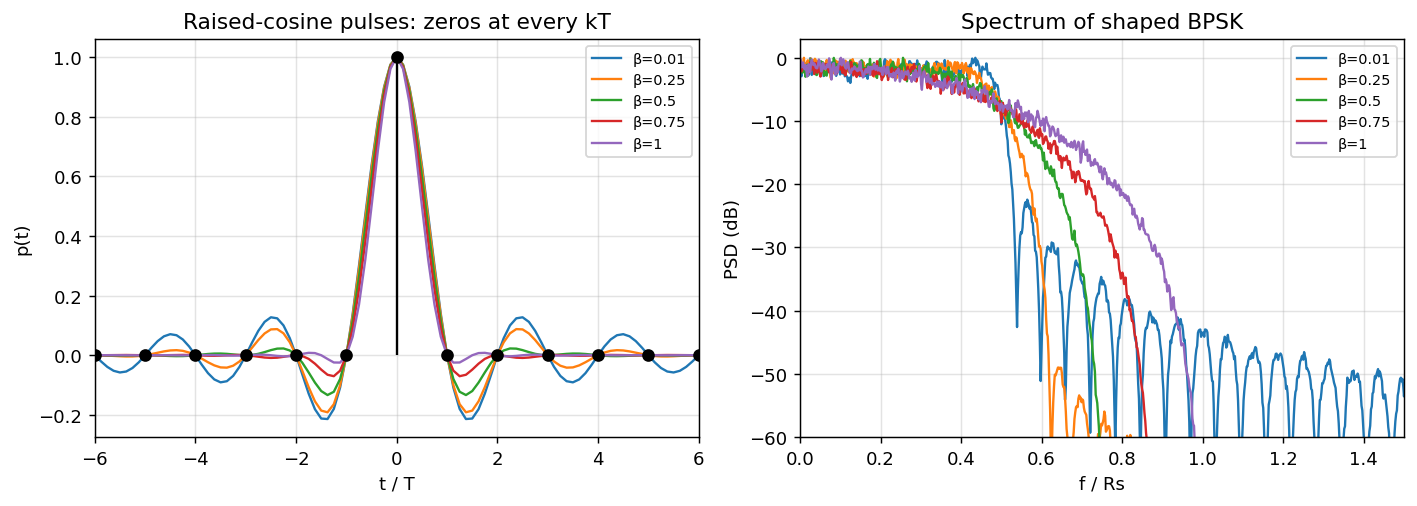 Raised-cosine pulses: zeros at every kT
p(t)
1.0
0.8
0.6
0.4
0.2
0.0
−0.2
−6
−4
−2
0
2
4
6
t / T
β=0.01
β=0.25
β=0.5
β=0.75
β=1
Spectrum of shaped BPSK
PSD (dB)
0
−10
−20
−30
−40
−50
−60
0.0
0.2
0.4
0.6
0.8
1.0
1.2
1.4
f / Rs
β=0.01
β=0.25
β=0.5
β=0.75
β=1